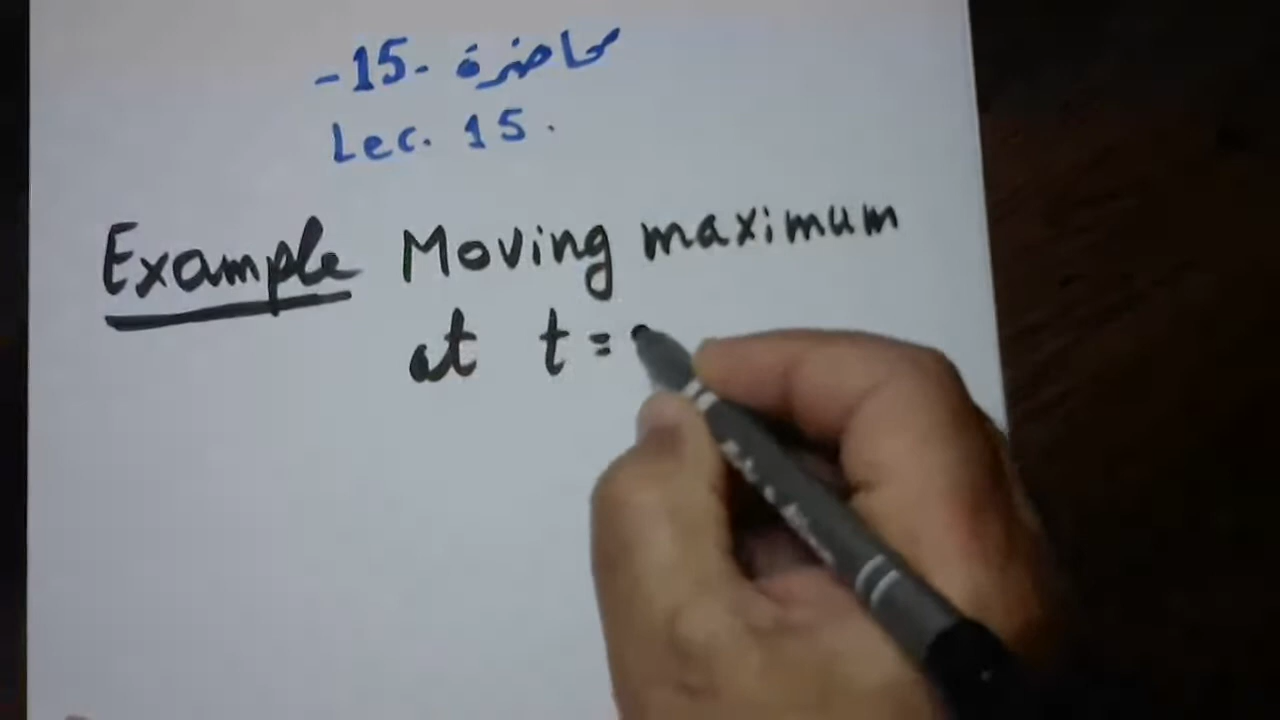 محاضرة -15-
Lec. 15.
Example Moving maximum
at t =